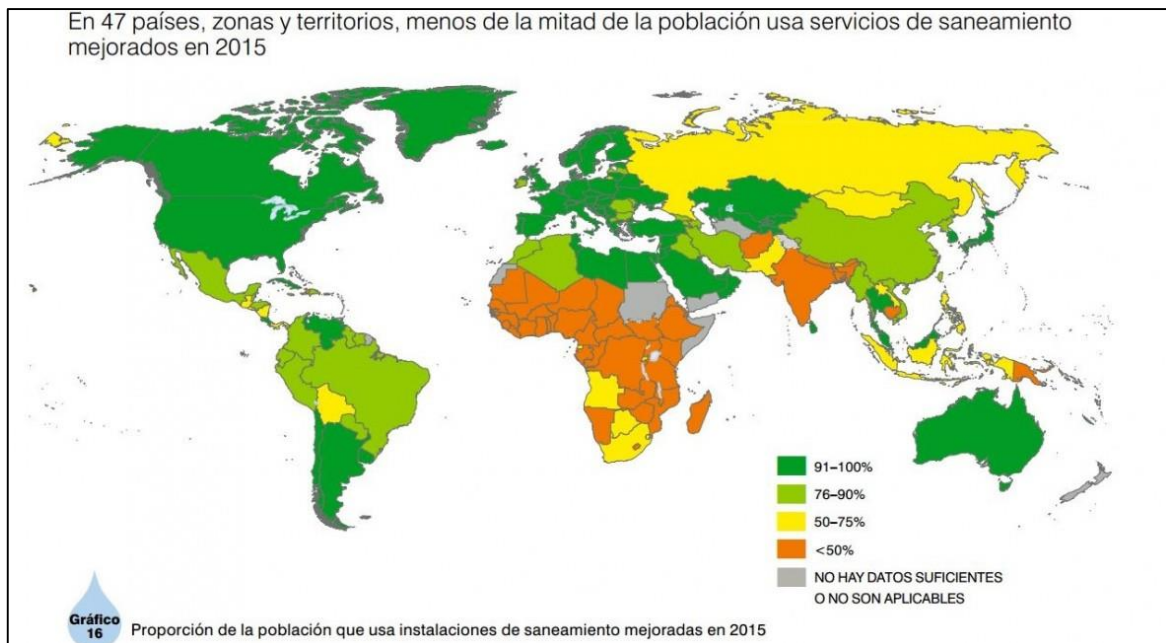 En 47 países, zonas y territorios, menos de la mitad de la población usa servicios de saneamiento
mejorados en 2015
91–100%
76–90%
50–75%
<50%
NO HAY DATOS SUFICIENTES
O NO SON APLICABLES
Gráfico
16
Proporción de la población que usa instalaciones de saneamiento mejoradas en 2015